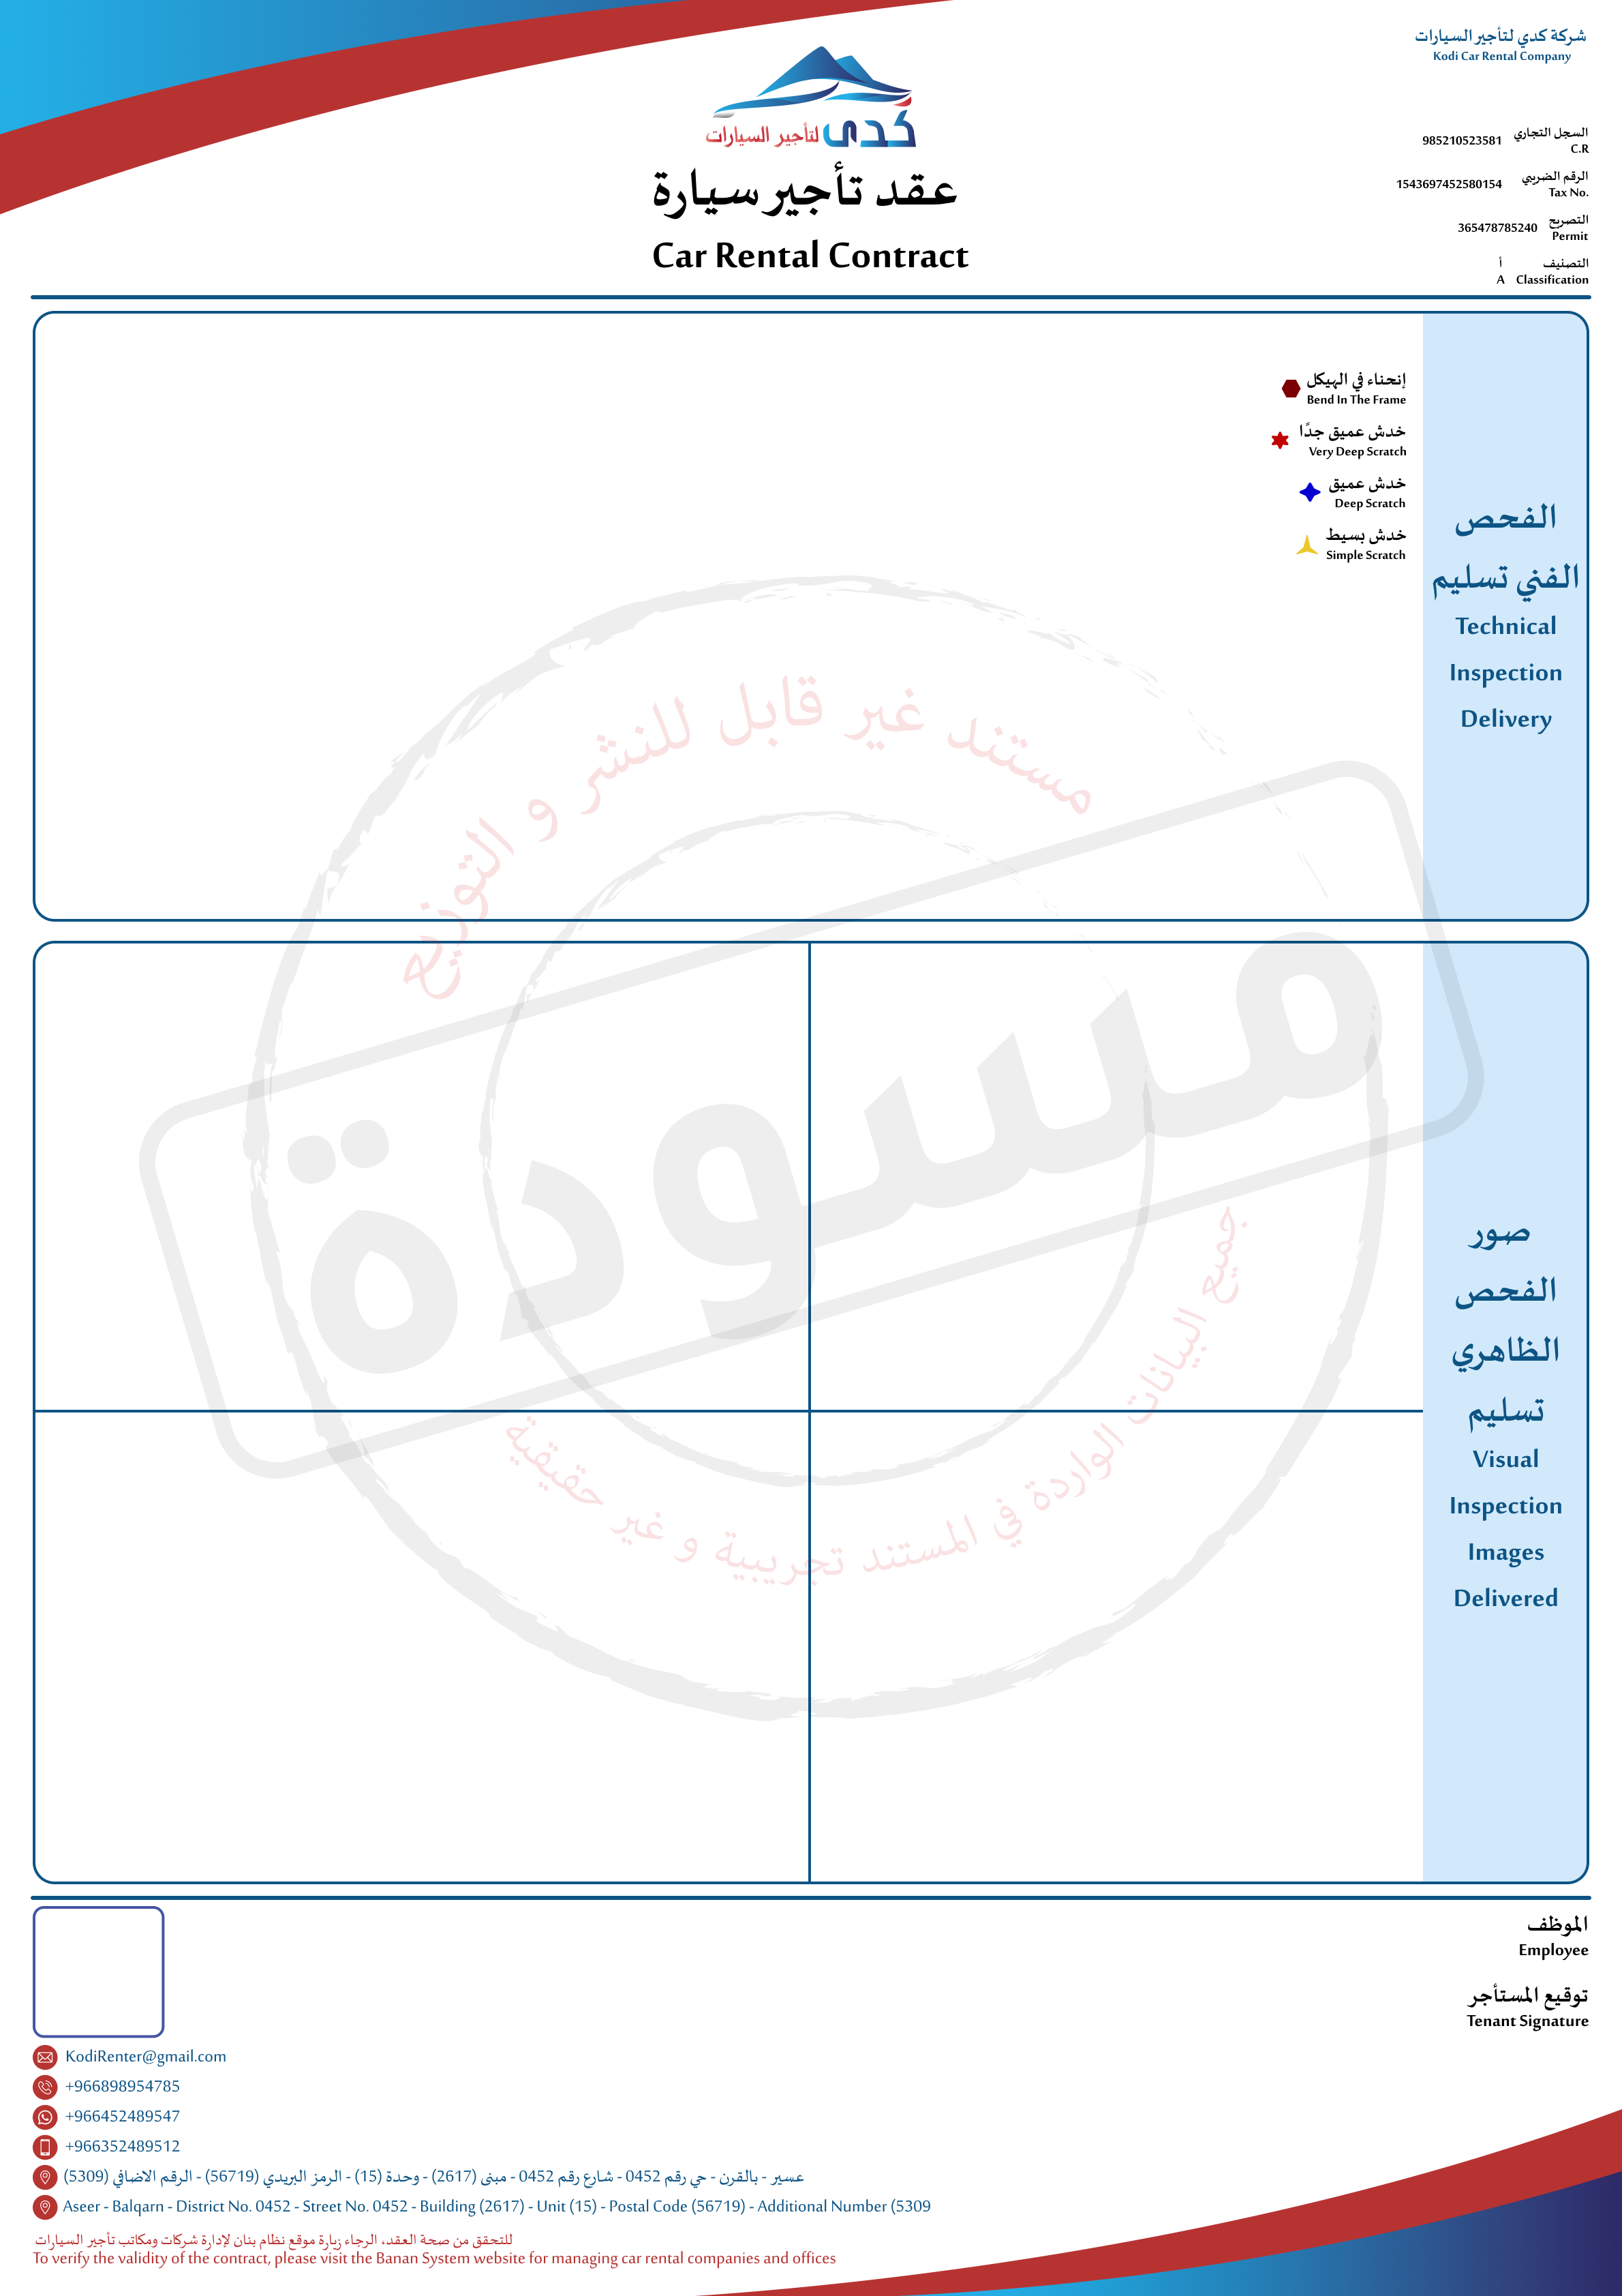 شركة كدي لتأجير السيارات
Kodi Car Rental Company
كدي لتأجير السيارات
عقد تأجير سيارة
Car Rental Contract
السجل التجاري 985210523581
C.R
الرقم الضريبي 1543697452580154
Tax No.
التصريح 365478785240
Permit
التصنيف أ
Classification A
إنحناء في الهيكل
Bend In The Frame
خدش عميق جدًا
Very Deep Scratch
خدش عميق
Deep Scratch
خدش بسيط
Simple Scratch
الفحص
الفني تسليم
Technical
Inspection
Delivery
مستند غير قابل للنشر و التوزيع
مسودة
جميع البيانات الواردة في المستند تجريبية و غير حقيقية
صور
الفحص
الظاهري
تسليم
Visual
Inspection
Images
Delivered
الموظف
Employee
توقيع المستأجر
Tenant Signature
KodiRenter@gmail.com
+966898954785
+966452489547
+966352489512
عسير - بالقرن - حي رقم 0452 - شارع رقم 0452 - مبنى (2617) - وحدة (15) - الرمز البريدي (56719) - الرقم الاضافي (5309)
Aseer - Balqarn - District No. 0452 - Street No. 0452 - Building (2617) - Unit (15) - Postal Code (56719) - Additional Number (5309
للتحقق من صحة العقد، الرجاء زيارة موقع نظام بنان لإدارة شركات ومكاتب تأجير السيارات
To verify the validity of the contract, please visit the Banan System website for managing car rental companies and offices